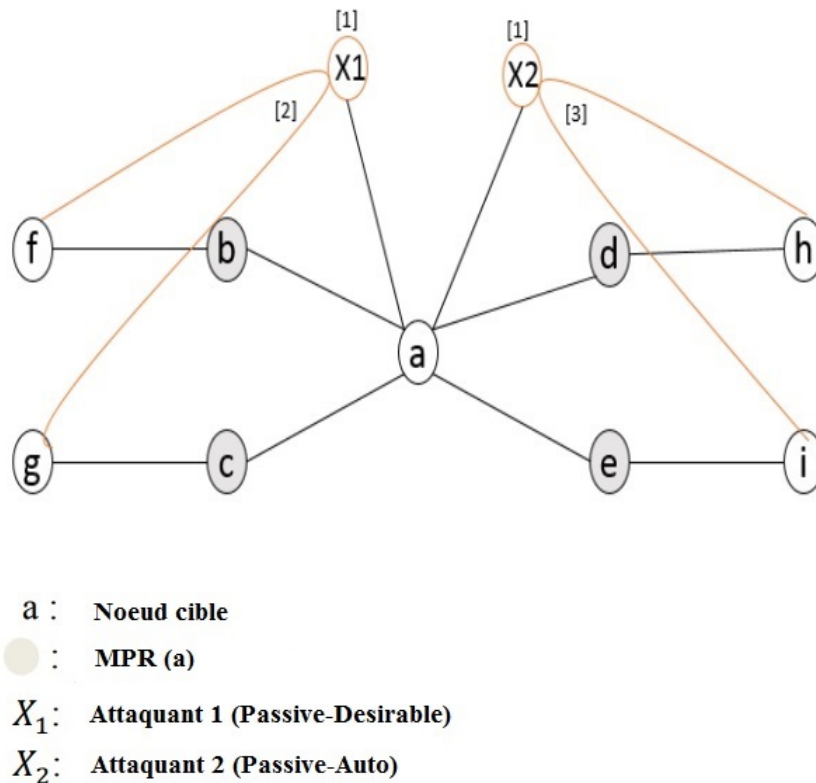 [1] [1]
X1 X2
[2] [3]
f b d h
a
g c e i
a : Noeud cible
: MPR (a)
X1: Attaquant 1 (Passive-Desirable)
X2: Attaquant 2 (Passive-Auto)